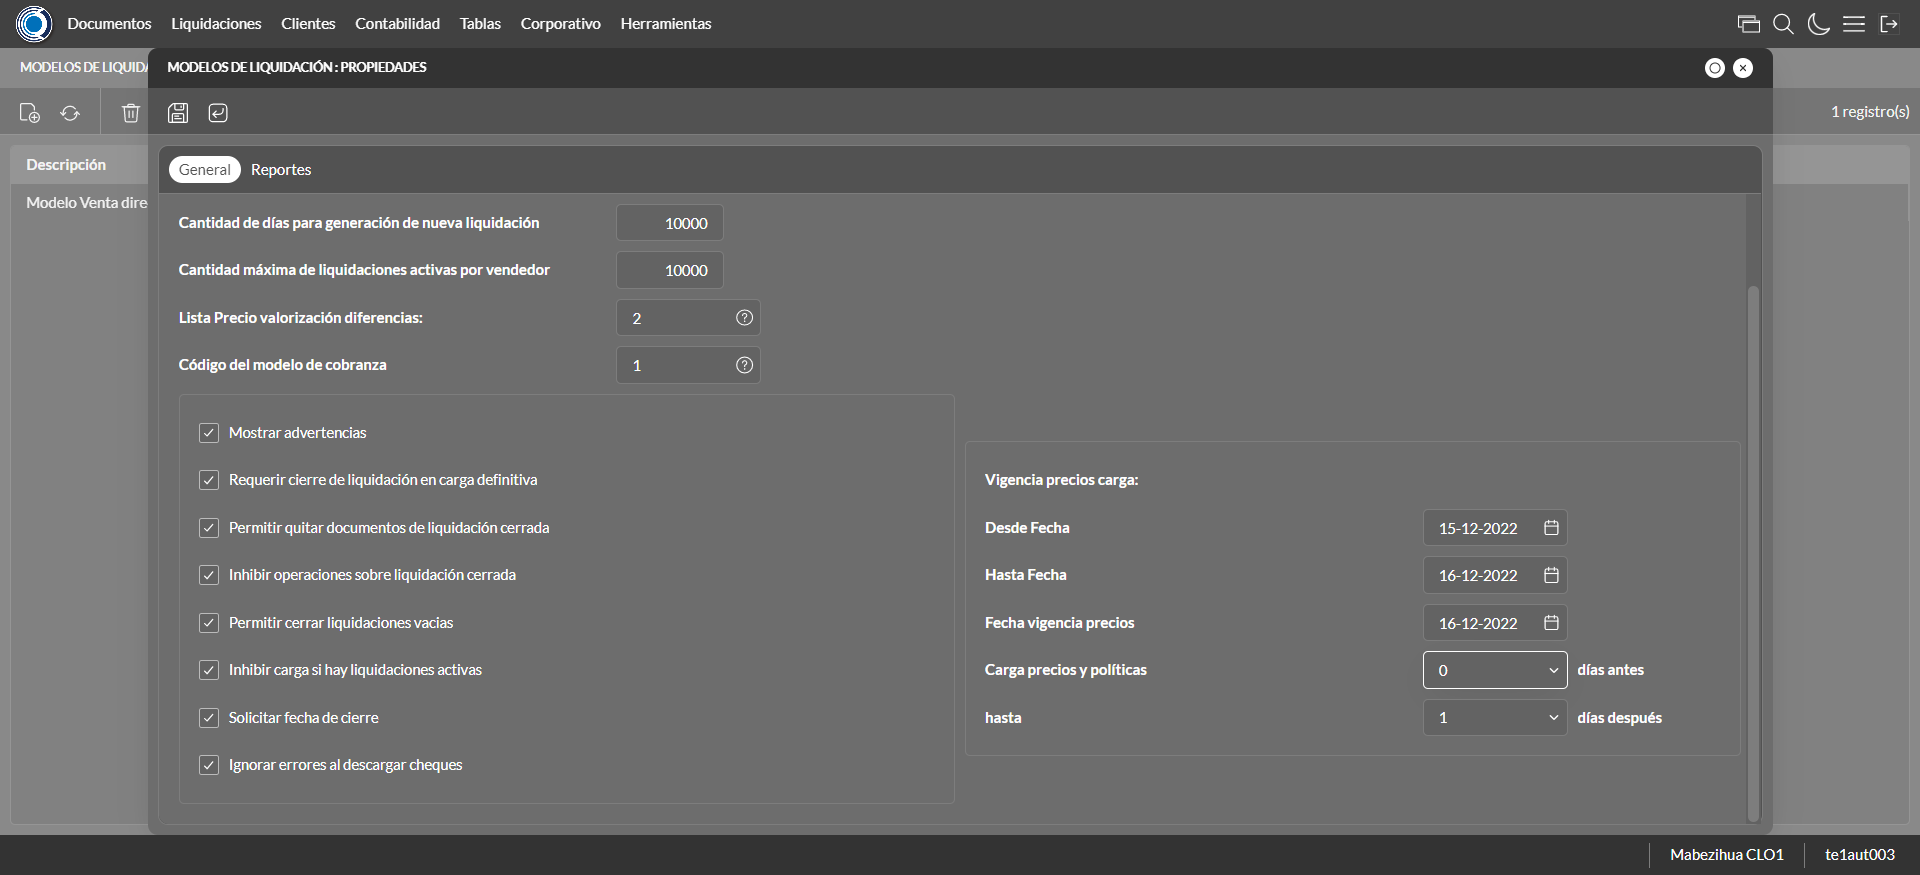 Documentos Liquidaciones Clientes Contabilidad Tablas Corporativo Herramientas
MODELOS DE LIQUIDA
MODELOS DE LIQUIDACIÓN : PROPIEDADES
1 registro(s)
General Reportes
Descripción
Modelo Venta dire
Cantidad de días para generación de nueva liquidación 10000
Cantidad máxima de liquidaciones activas por vendedor 10000
Lista Precio valorización diferencias: 2
Código del modelo de cobranza 1
Mostrar advertencias
Requerir cierre de liquidación en carga definitiva
Permitir quitar documentos de liquidación cerrada
Inhibir operaciones sobre liquidación cerrada
Permitir cerrar liquidaciones vacias
Inhibir carga si hay liquidaciones activas
Solicitar fecha de cierre
Ignorar errores al descargar cheques
Vigencia precios carga:
Desde Fecha 15-12-2022
Hasta Fecha 16-12-2022
Fecha vigencia precios 16-12-2022
Carga precios y políticas 0 días antes
hasta 1 días después
Mabezihua CLO1 te1aut003